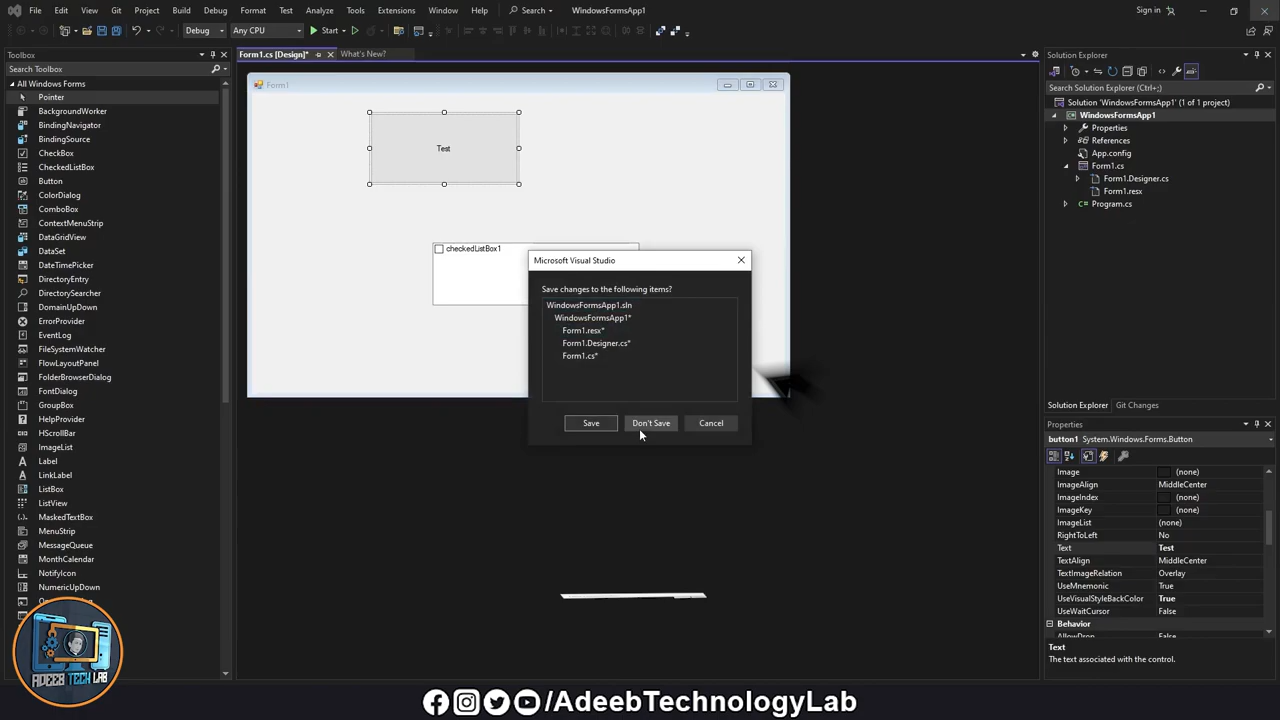 File Edit View Git Project Build Debug Format Test Analyze Tools Extensions Window Help Search WindowsFormsApp1 Sign in
Debug Any CPU Start
Toolbox
Search Toolbox
All Windows Forms
Pointer
BackgroundWorker
BindingNavigator
BindingSource
CheckBox
CheckedListBox
Button
ColorDialog
ComboBox
ContextMenuStrip
DataGridView
DataSet
DateTimePicker
DirectoryEntry
DirectorySearcher
DomainUpDown
ErrorProvider
EventLog
FileSystemWatcher
FlowLayoutPanel
FolderBrowserDialog
FontDialog
GroupBox
HelpProvider
HScrollBar
ImageList
Label
LinkLabel
ListBox
ListView
MaskedTextBox
MenuStrip
MessageQueue
MonthCalendar
NotifyIcon
NumericUpDown
ADEEB TECH LAB
Form1.cs [Design]* What's New?
Form1
Test
checkedListBox1
Microsoft Visual Studio
Save changes to the following items?
WindowsFormsApp1.sln
WindowsFormsApp1*
Form1.resx*
Form1.Designer.cs*
Form1.cs*
Save Don't Save Cancel
Solution Explorer
Search Solution Explorer (Ctrl+;)
Solution 'WindowsFormsApp1' (1 of 1 project)
WindowsFormsApp1
Properties
References
App.config
Form1.cs
Form1.Designer.cs
Form1.resx
Program.cs
Solution Explorer Git Changes
Properties
button1 System.Windows.Forms.Button
Image (none)
ImageAlign MiddleCenter
ImageIndex (none)
ImageKey (none)
ImageList (none)
RightToLeft No
Text Test
TextAlign MiddleCenter
TextImageRelation Overlay
UseMnemonic True
UseVisualStyleBackColor True
UseWaitCursor False
Behavior
AllowDrop False
Text
The text associated with the control.
/AdeebTechnologyLab